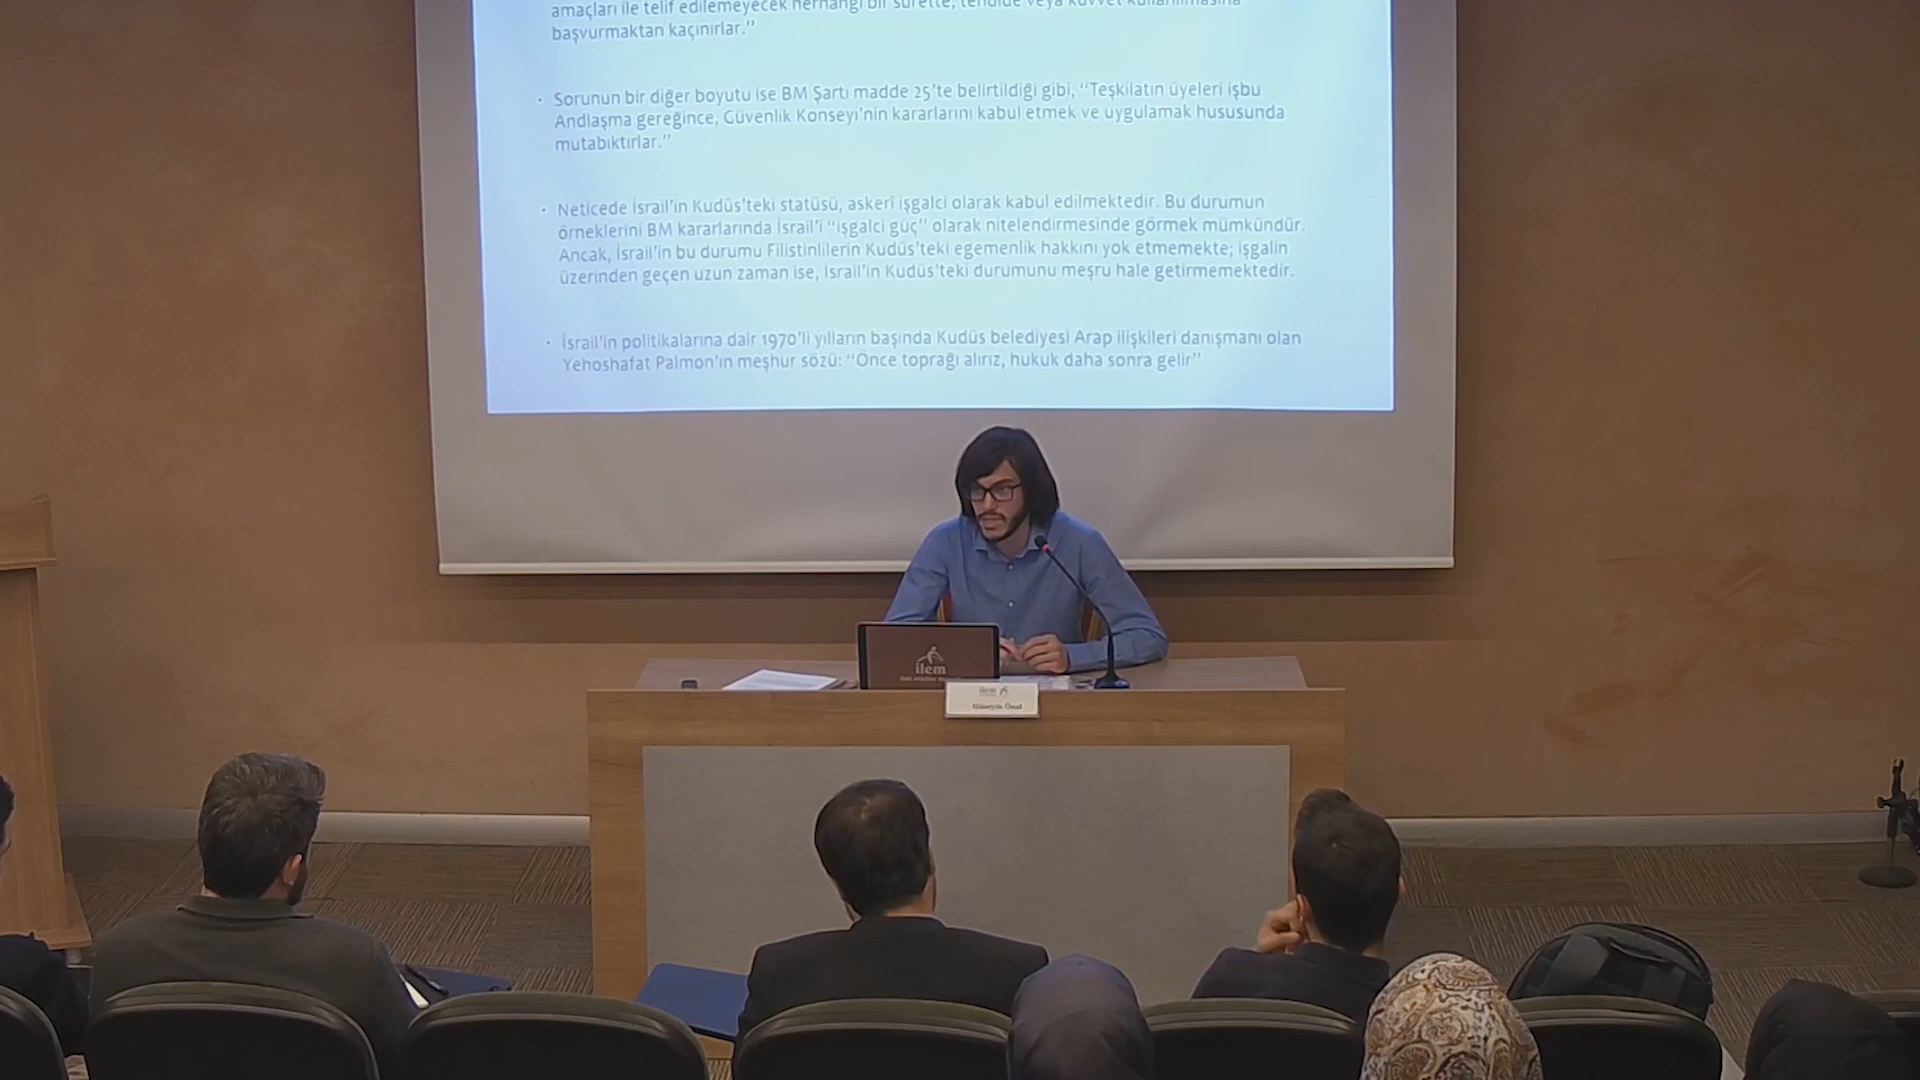 amaçları ile telif edilemeyecek herhangi bir surette, tehdide veya kuvvet kullanılmasına
başvurmaktan kaçınırlar.”
• Sorunun bir diğer boyutu ise BM Şartı madde 25’te belirtildiği gibi, “Teşkilatın üyeleri işbu
Andlaşma gereğince, Güvenlik Konseyi’nin kararlarını kabul etmek ve uygulamak hususunda
mutabıktırlar.”
• Neticede İsrail’in Kudüs’teki statüsü, askerî işgalci olarak kabul edilmektedir. Bu durumun
örneklerini BM kararlarında İsrail’i “işgalci güç” olarak nitelendirmesinde görmek mümkündür.
Ancak, İsrail’in bu durumu Filistinlilerin Kudüs’teki egemenlik hakkını yok etmemekte; işgalin
üzerinden geçen uzun zaman ise, İsrail’in Kudüs’teki durumunu meşru hale getirmemektedir.
• İsrail’in politikalarına dair 1970’li yılların başında Kudüs belediyesi Arap ilişkileri danışmanı olan
Yehoshafat Palmon’ın meşhur sözü: “Önce toprağı alırız, hukuk daha sonra gelir”
ilem
ilem
Hüseyin Önal